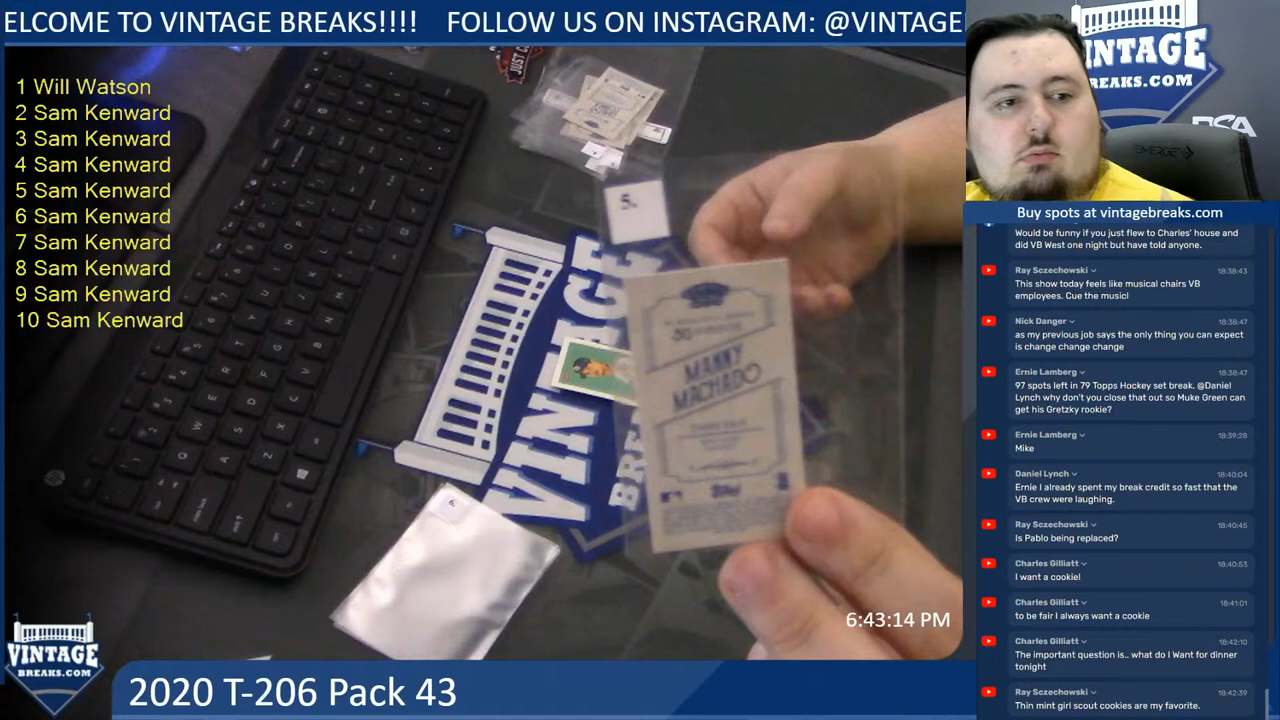 ELCOME TO VINTAGE BREAKS!!!! FOLLOW US ON INSTAGRAM: @VINTAGE
1 Will Watson
2 Sam Kenward
3 Sam Kenward
4 Sam Kenward
5 Sam Kenward
6 Sam Kenward
7 Sam Kenward
8 Sam Kenward
9 Sam Kenward
10 Sam Kenward
JUST
5.
VINTAGE
BRE
MANNY
MACHADO
topps
6.
6:43:14 PM
VINTAGE
BREAKS.COM
2020 T-206 Pack 43
VINTAGE
BREAKS.COM
PSA
EMERGE
Buy spots at vintagebreaks.com
Would be funny if you just flew to Charles' house and
did VB West one night but have told anyone.
Ray Sczechowski 18:38:43
This show today feels like musical chairs VB
employees. Cue the music!
Nick Danger 18:38:47
as my previous job says the only thing you can expect
is change change change
Ernie Lamberg 18:38:47
97 spots left in 79 Topps Hockey set break. @Daniel
Lynch why don't you close that out so Muke Green can
get his Gretzky rookie?
Ernie Lamberg 18:39:28
Mike
Daniel Lynch 18:40:04
Ernie I already spent my break credit so fast that the
VB crew were laughing.
Ray Sczechowski 18:40:45
Is Pablo being replaced?
Charles Gilliatt 18:40:53
I want a cookie!
Charles Gilliatt 18:41:01
to be fair I always want a cookie
Charles Gilliatt 18:42:10
The important question is.. what do I Want for dinner
tonight
Ray Sczechowski 18:42:39
Thin mint girl scout cookies are my favorite.